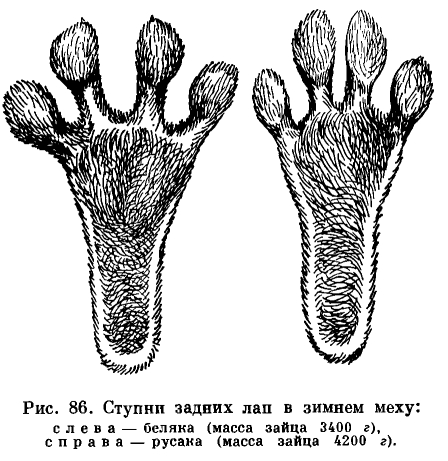 Рис. 86. Ступни задних лап в зимнем меху:
слева — беляка (масса зайца 3400 г),
справа — русака (масса зайца 4200 г).